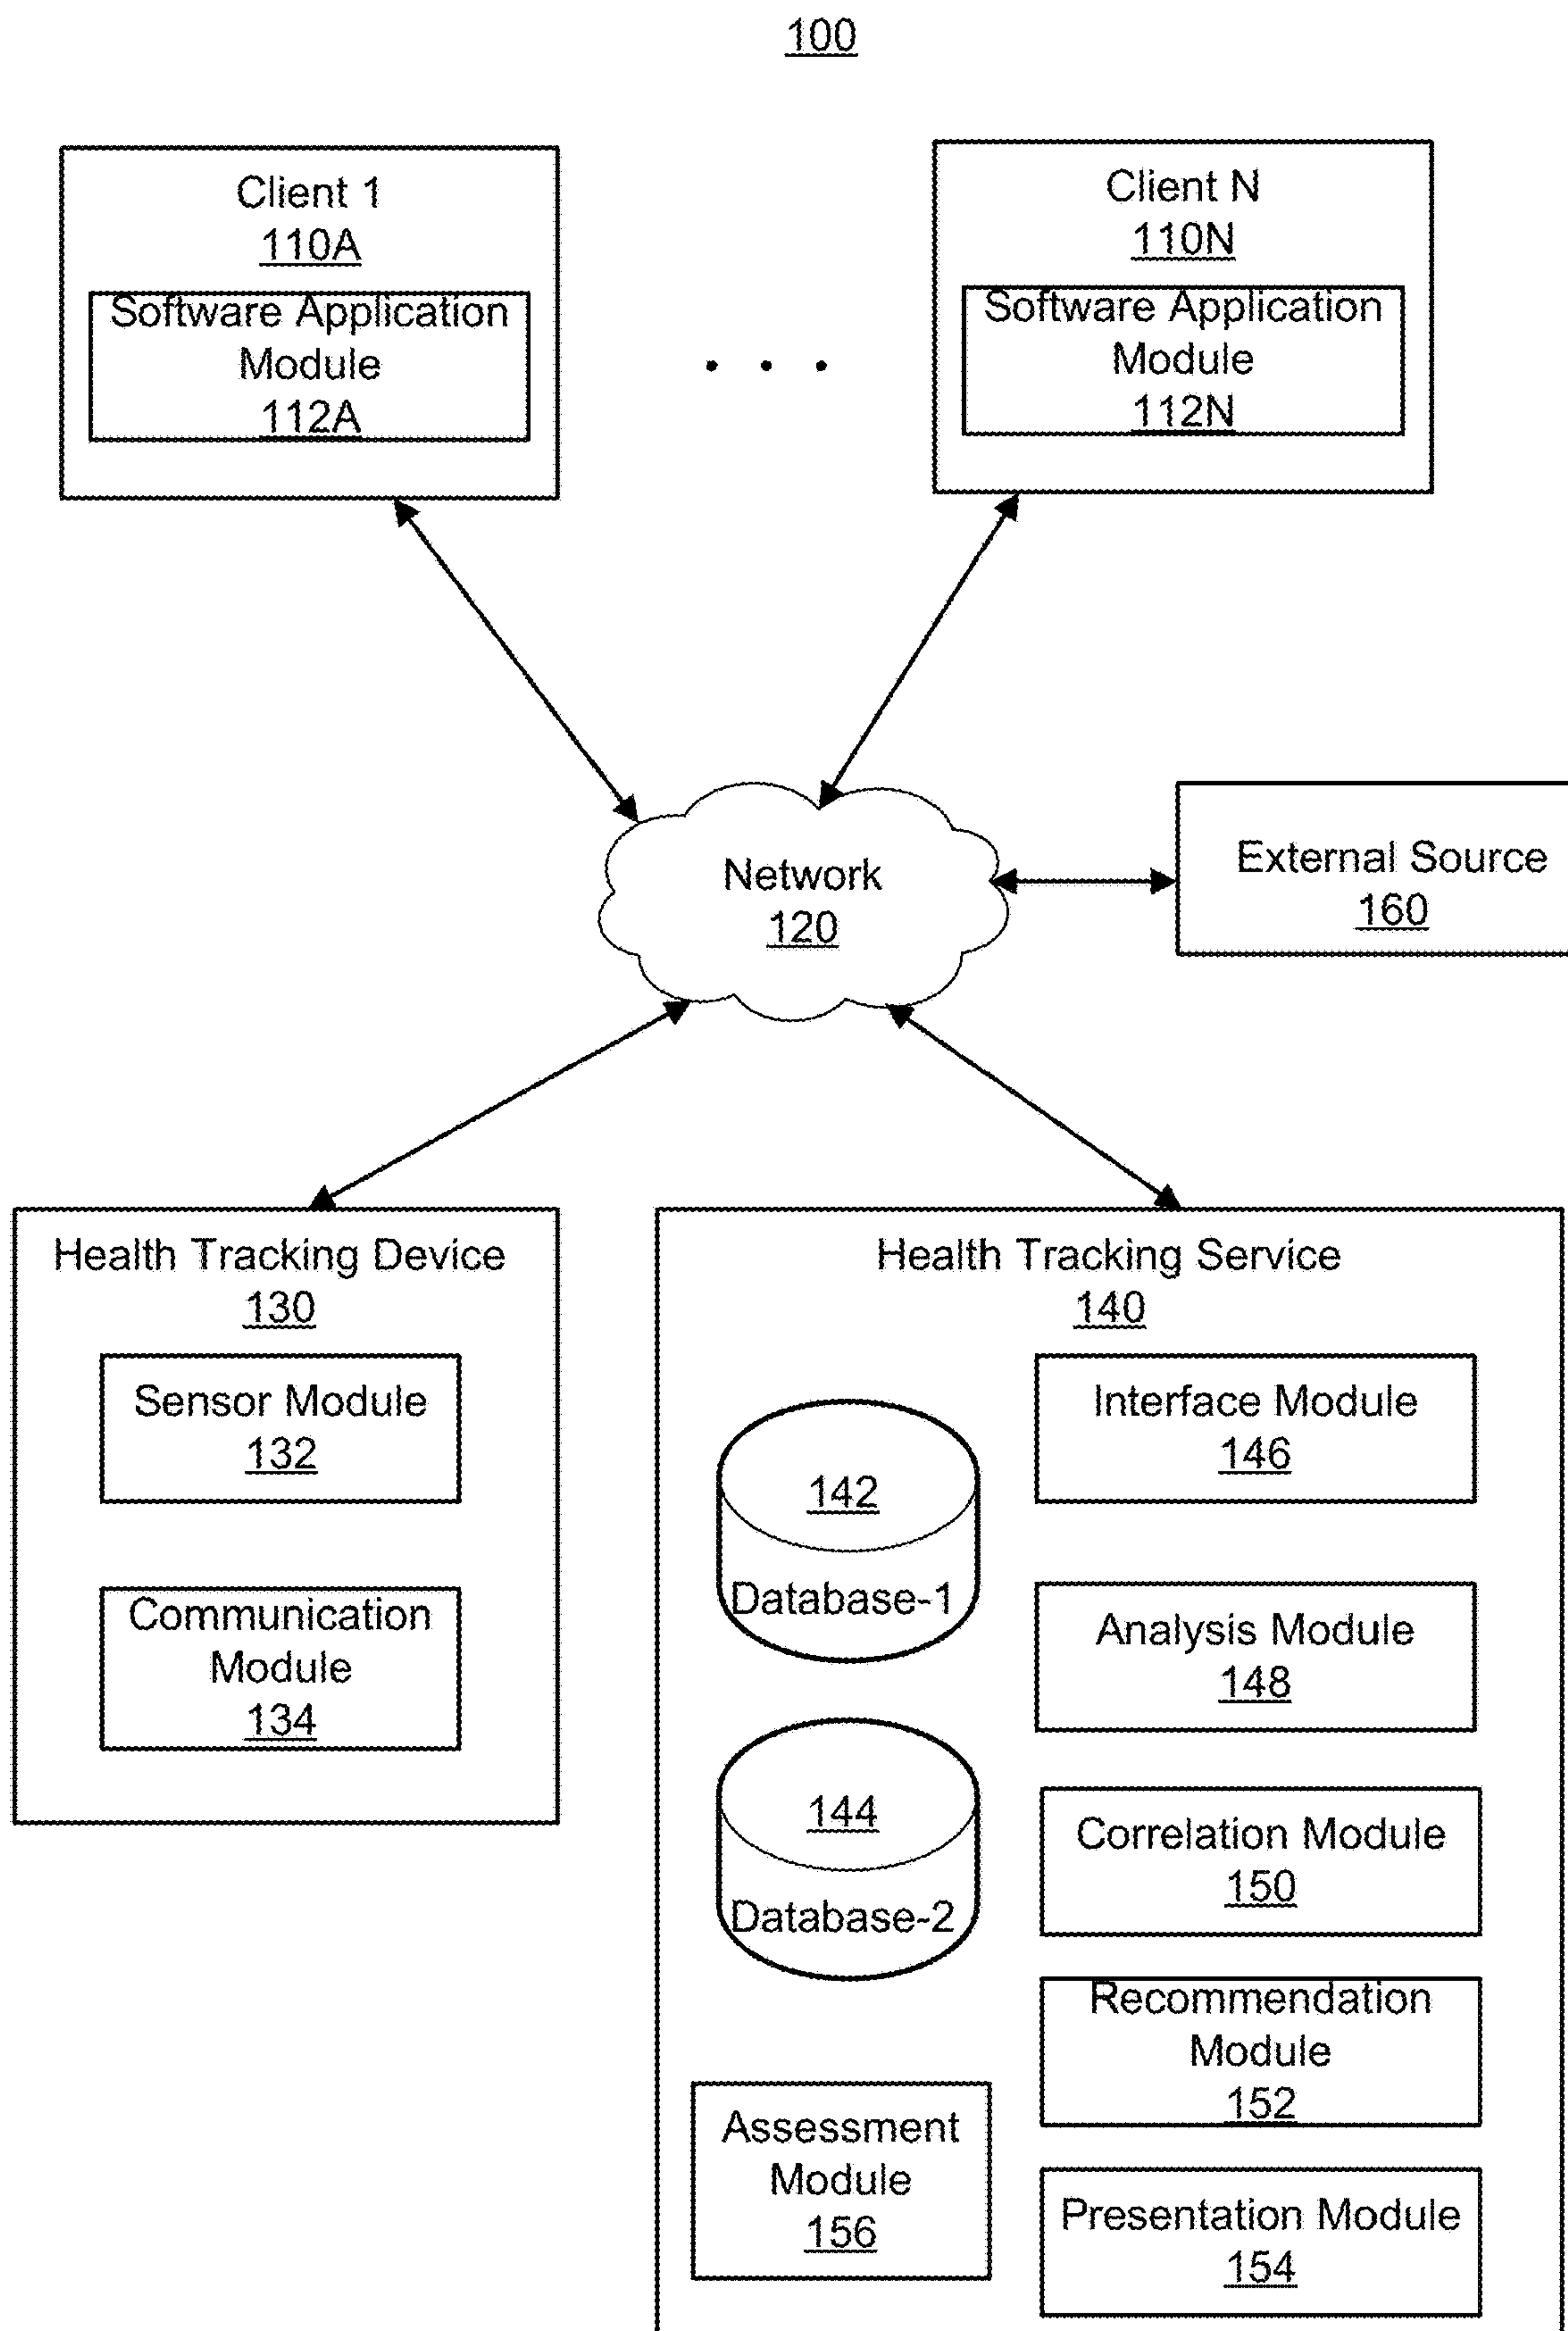 100
Client 1
110A
Software Application
Module
112A
Client N
110N
Software Application
Module
112N
Network
120
External Source
160
Health Tracking Device
130
Sensor Module
132
Communication
Module
134
Health Tracking Service
140
142
Database-1
144
Database-2
Assessment
Module
156
Interface Module
146
Analysis Module
148
Correlation Module
150
Recommendation
Module
152
Presentation Module
154